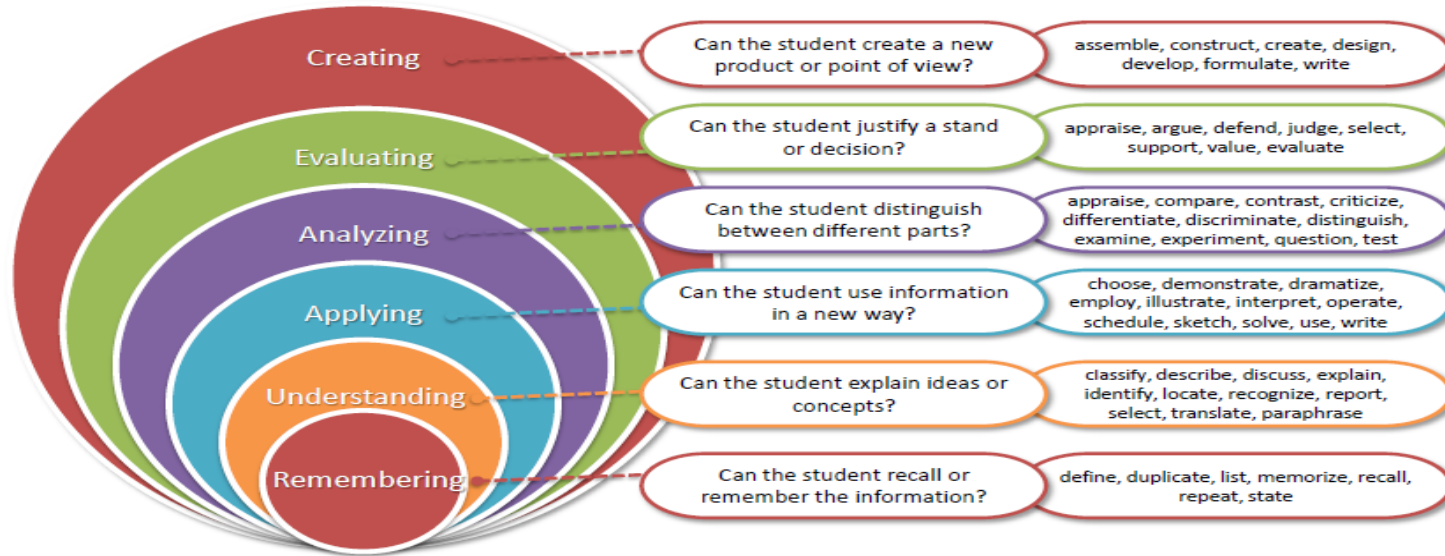 Creating
Can the student create a new
product or point of view?
assemble, construct, create, design,
develop, formulate, write
Evaluating
Can the student justify a stand
or decision?
appraise, argue, defend, judge, select,
support, value, evaluate
Analyzing
Can the student distinguish
between different parts?
appraise, compare, contrast, criticize,
differentiate, discriminate, distinguish,
examine, experiment, question, test
Applying
Can the student use information
in a new way?
choose, demonstrate, dramatize,
employ, illustrate, interpret, operate,
schedule, sketch, solve, use, write
Understanding
Can the student explain ideas or
concepts?
classify, describe, discuss, explain,
identify, locate, recognize, report,
select, translate, paraphrase
Remembering
Can the student recall or
remember the information?
define, duplicate, list, memorize, recall,
repeat, state